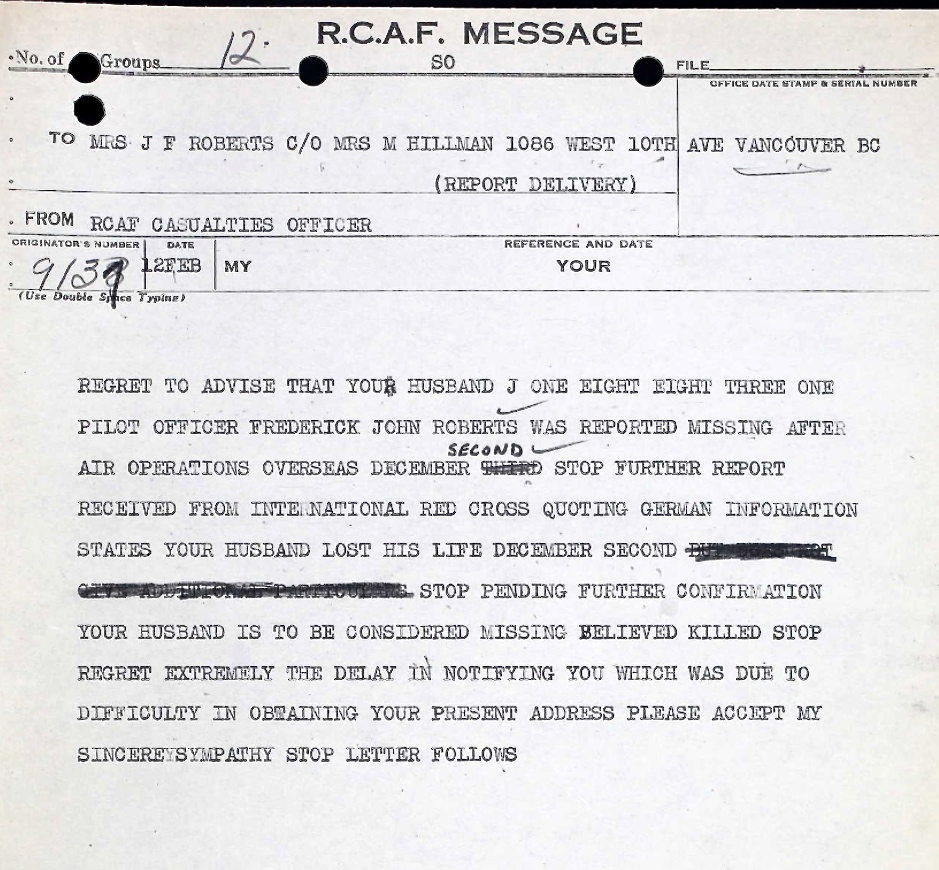 R.C.A.F. MESSAGE
No. of Groups 12 SO FILE
OFFICE DATE STAMP & SERIAL NUMBER
TO MRS J F ROBERTS C/O MRS M HILLMAN 1086 WEST 10TH AVE VANCOUVER BC
(REPORT DELIVERY)
FROM RCAF CASUALTIES OFFICER
ORIGINATOR'S NUMBER DATE REFERENCE AND DATE
12FEB MY YOUR
(Use Double Space Typing)
REGRET TO ADVISE THAT YOUR HUSBAND J ONE EIGHT EIGHT THREE ONE
PILOT OFFICER FREDERICK JOHN ROBERTS WAS REPORTED MISSING AFTER
SECOND
AIR OPERATIONS OVERSEAS DECEMBER THIRD STOP FURTHER REPORT
RECEIVED FROM INTERNATIONAL RED CROSS QUOTING GERMAN INFORMATION
STATES YOUR HUSBAND LOST HIS LIFE DECEMBER SECOND
GIVE ADDITIONAL PARTICULARS STOP PENDING FURTHER CONFIRMATION
YOUR HUSBAND IS TO BE CONSIDERED MISSING BELIEVED KILLED STOP
REGRET EXTREMELY THE DELAY IN NOTIFYING YOU WHICH WAS DUE TO
DIFFICULTY IN OBTAINING YOUR PRESENT ADDRESS PLEASE ACCEPT MY
SINCEREYSYMPATHY STOP LETTER FOLLOWS